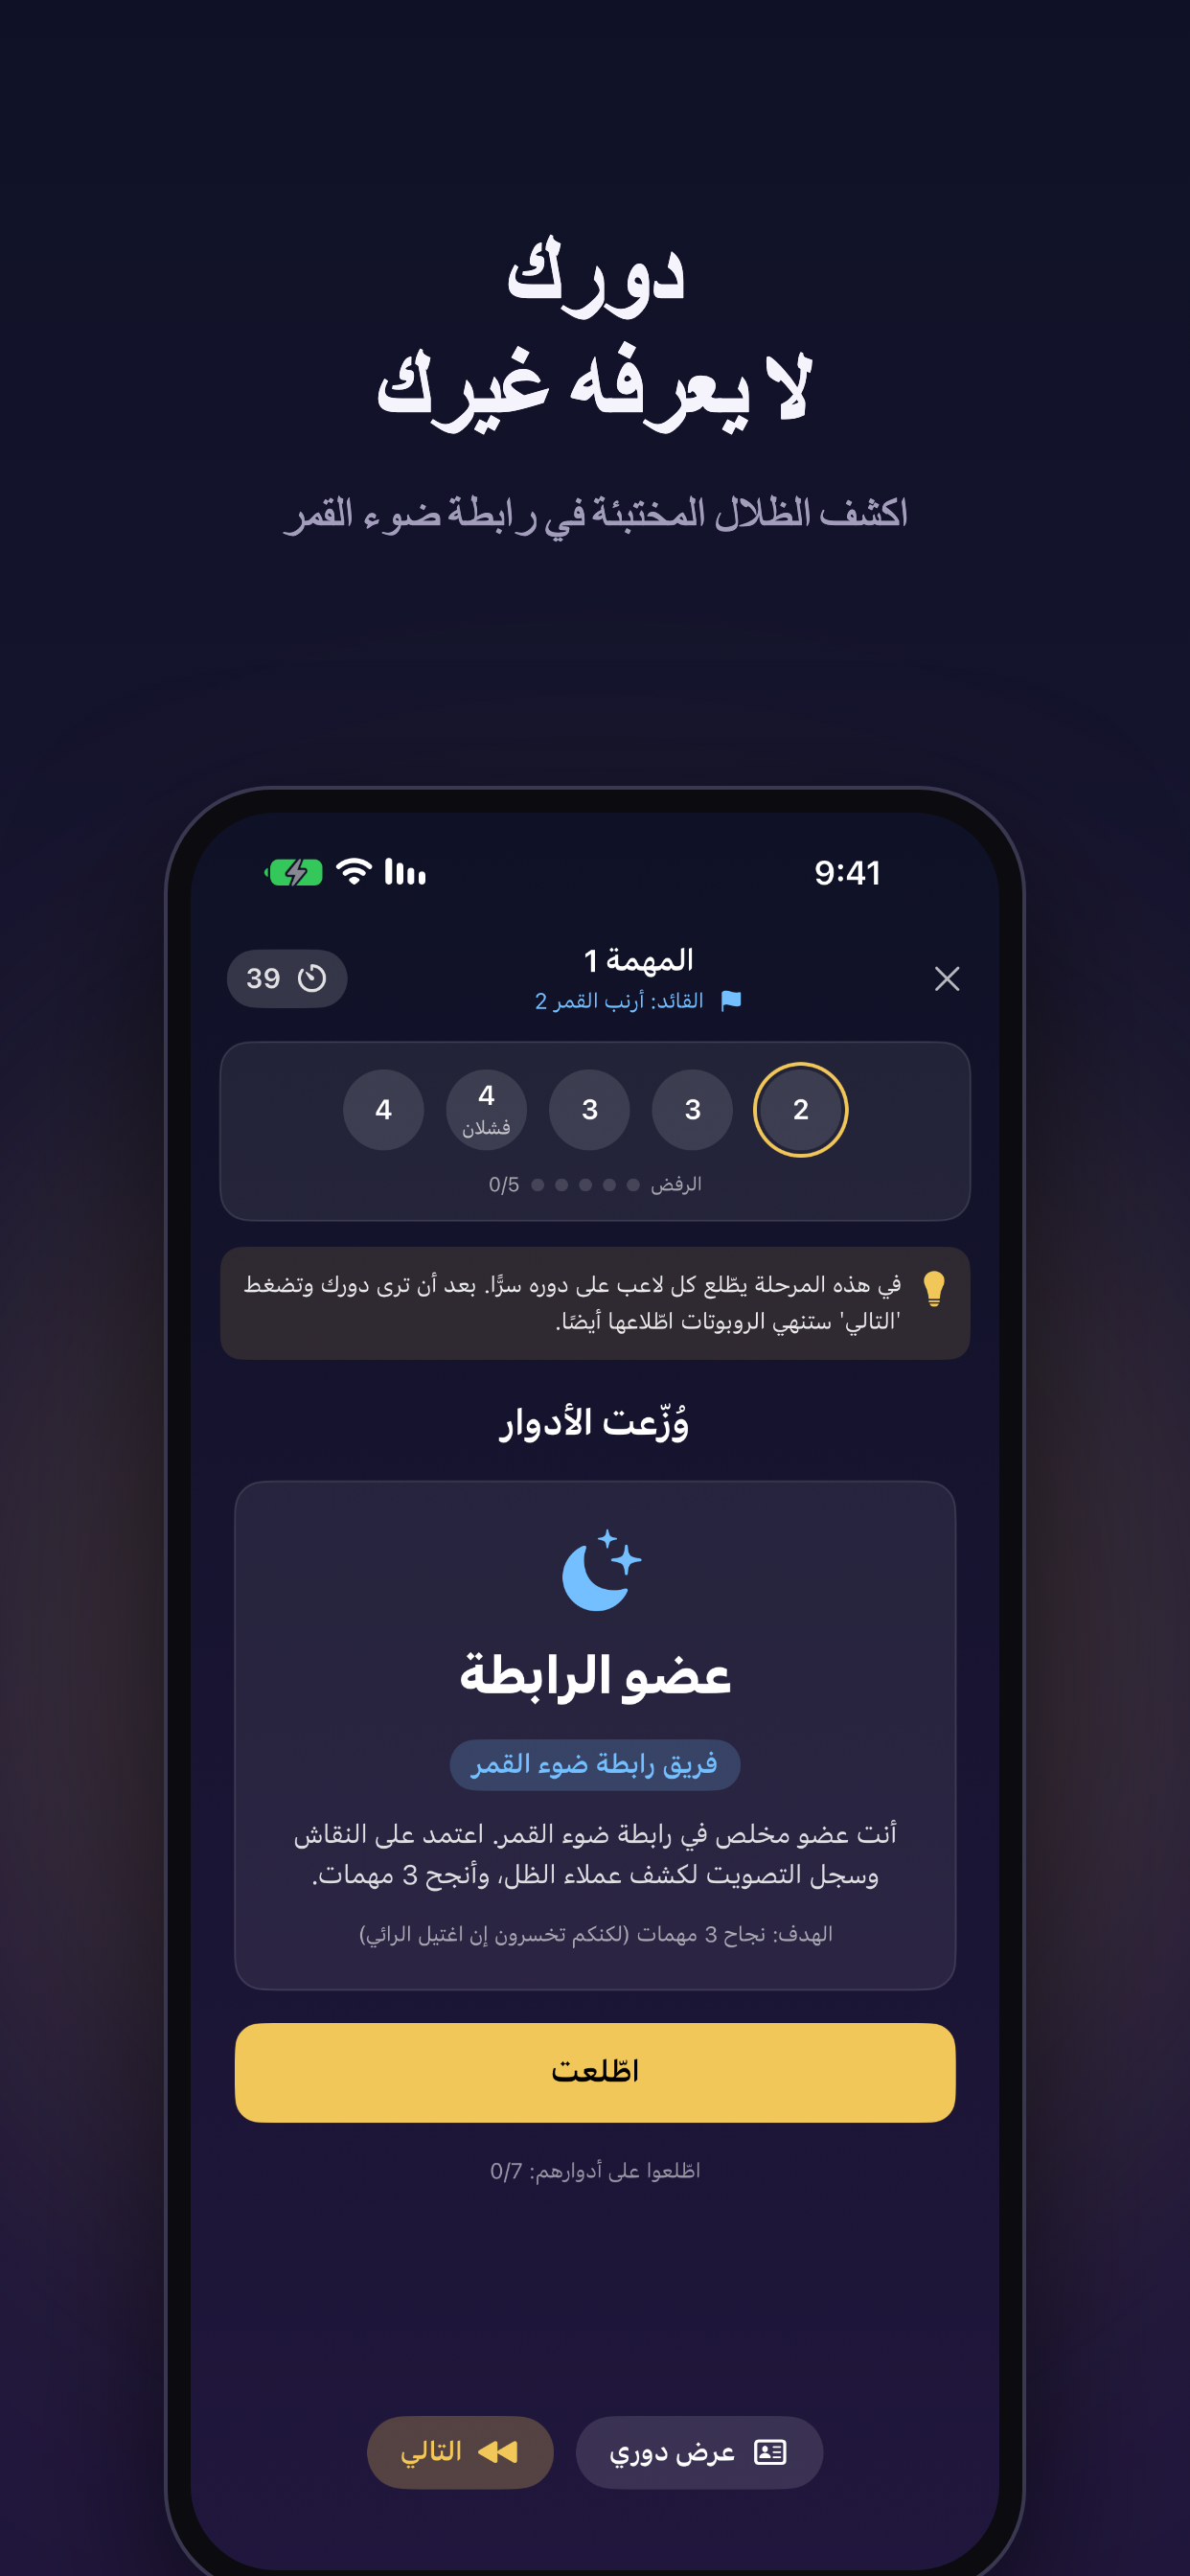 دورك
لا يعرفه غيرك
اكشف الظلال المختبئة في رابطة ضوء القمر
9:41
المهمة 1
القائد: أرنب القمر 2
39
2
3
3
4
فشلان
4
الرفض
0/5
في هذه المرحلة يطّلع كل لاعب على دوره سرًّا. بعد أن ترى دورك وتضغط
'التالي' ستنهي الروبوتات اطّلاعها أيضًا.
وُزّعت الأدوار
عضو الرابطة
فريق رابطة ضوء القمر
أنت عضو مخلص في رابطة ضوء القمر. اعتمد على النقاش
وسجل التصويت لكشف عملاء الظل، وأنجح 3 مهمات.
الهدف: نجاح 3 مهمات (لكنكم تخسرون إن اغتيل الرائي)
اطّلعت
اطّلعوا على أدوارهم: 0/7
عرض دوري
التالي